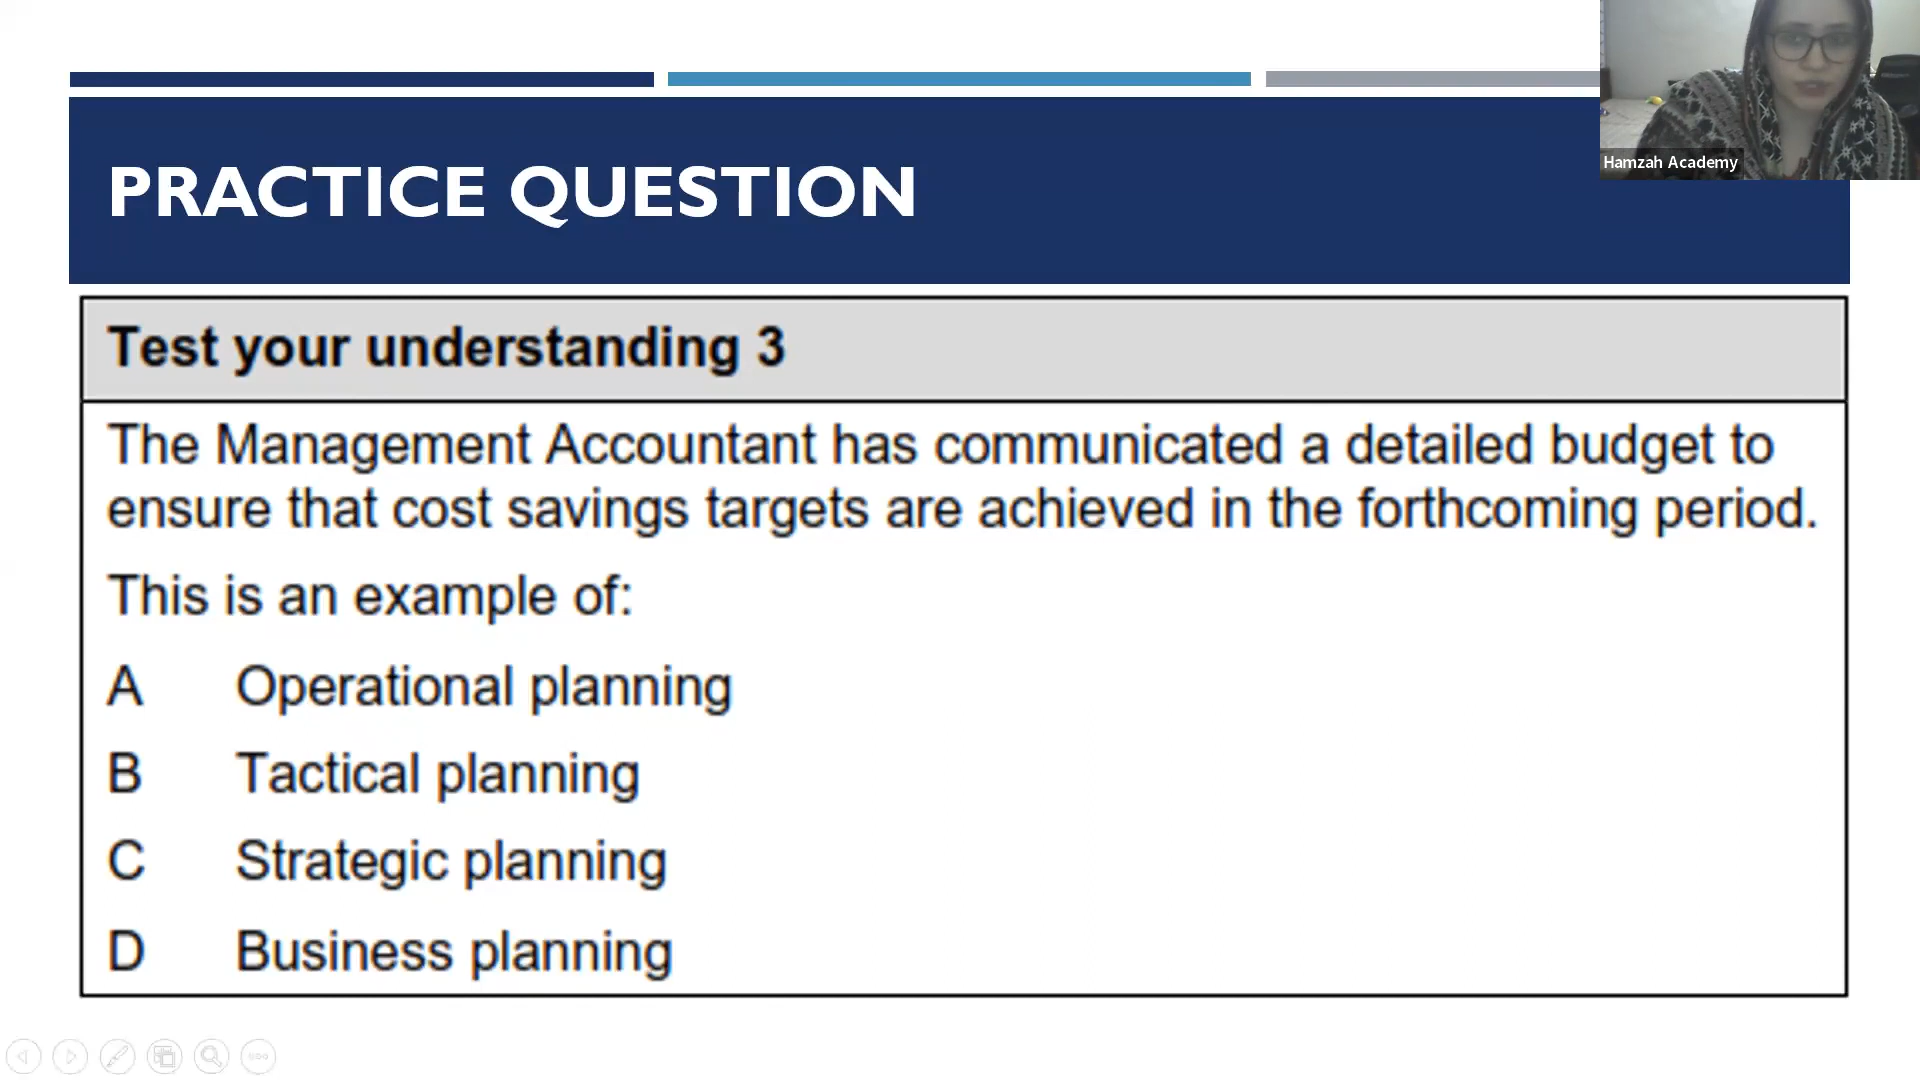 Hamzah Academy
PRACTICE QUESTION
Test your understanding 3
The Management Accountant has communicated a detailed budget to
ensure that cost savings targets are achieved in the forthcoming period.
This is an example of:
A Operational planning
B Tactical planning
C Strategic planning
D Business planning